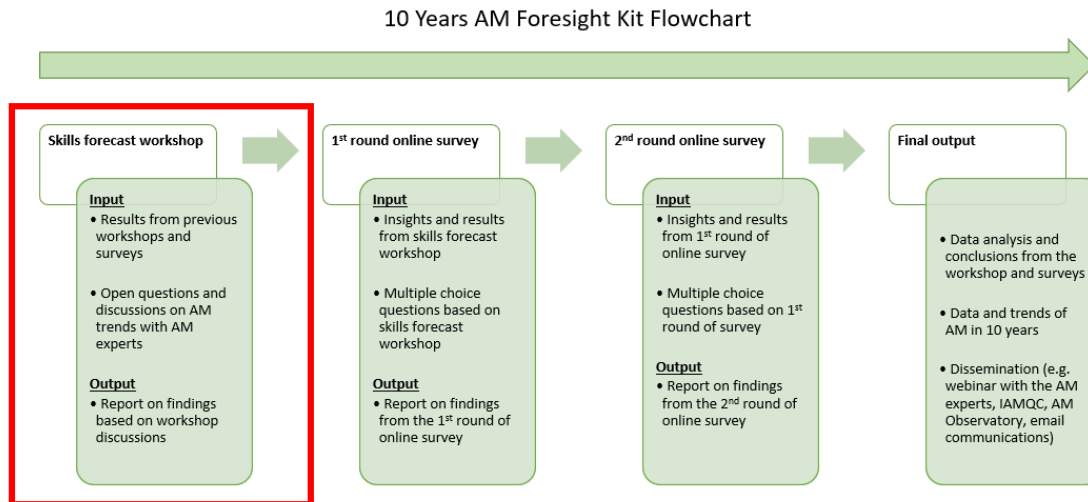 10 Years AM Foresight Kit Flowchart
Skills forecast workshop
Input
• Results from previous
workshops and
surveys
• Open questions and
discussions on AM
trends with AM
experts
Output
• Report on findings
based on workshop
discussions
1st round online survey
Input
• Insights and results
from skills forecast
workshop
• Multiple choice
questions based on
skills forecast
workshop
Output
• Report on findings
from the 1st round of
online survey
2nd round online survey
Input
• Insights and results
from 1st round of
online survey
• Multiple choice
questions based on 1st
round of survey
Output
• Report on findings
from the 2nd round of
online survey
Final output
• Data analysis and
conclusions from the
workshop and surveys
• Data and trends of
AM in 10 years
• Dissemination (e.g.
webinar with the AM
experts, IAMQC, AM
Observatory, email
communications)